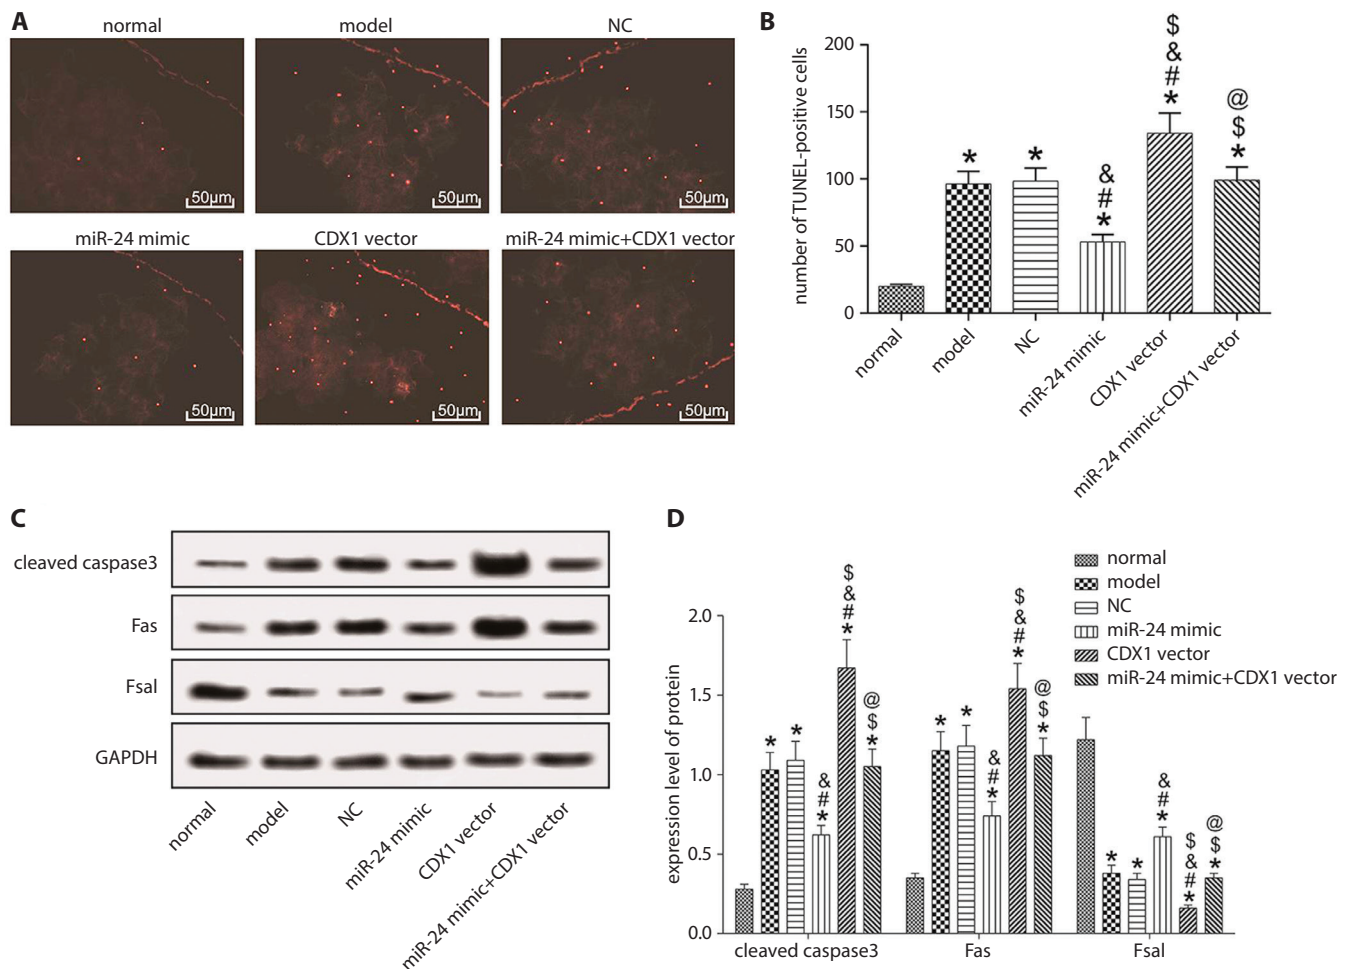 A
normal
model
NC
50μm
50μm
50μm
miR-24 mimic
CDX1 vector
miR-24 mimic+CDX1 vector
50μm
50μm
50μm
B
number of TUNEL-positive cells
200
150
100
50
0
*
*
&
#
*
$
&
#
*
@
$
*
normal
model
NC
miR-24 mimic
CDX1 vector
miR-24 mimic+CDX1 vector
C
cleaved caspase3
Fas
Fsal
GAPDH
normal
model
NC
miR-24 mimic
CDX1 vector
miR-24 mimic+CDX1 vector
D
normal
model
NC
miR-24 mimic
CDX1 vector
miR-24 mimic+CDX1 vector
expression level of protein
2.0
1.5
1.0
0.5
0.0
*
*
&
#
*
$
&
#
*
@
$
*
*
*
&
#
*
$
&
#
*
@
$
*
*
*
&
#
*
$
&
#
*
@
$
*
cleaved caspase3
Fas
Fsal